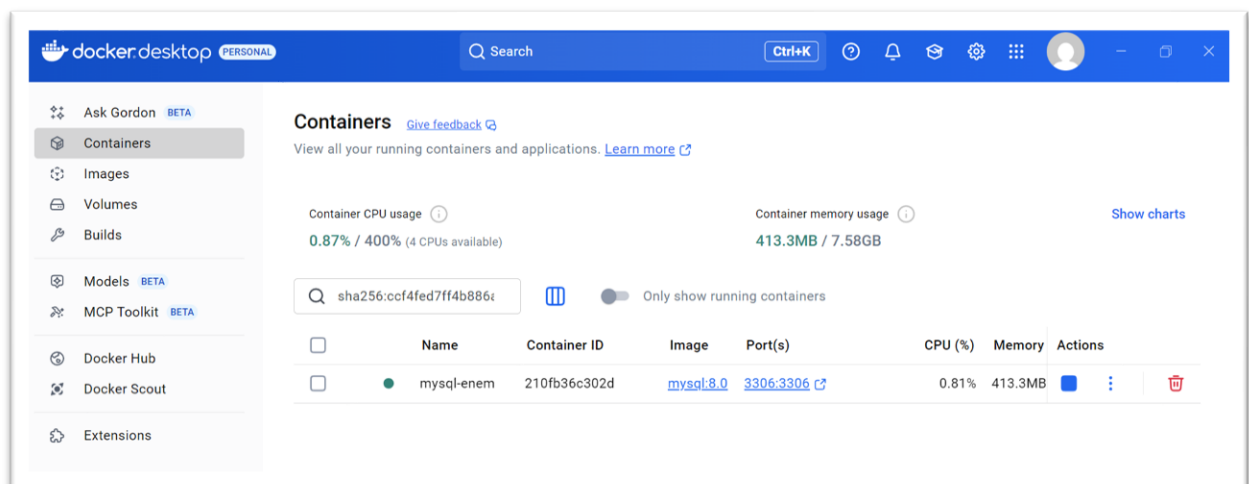 docker.desktop PERSONAL
Search
Ctrl+K
Ask Gordon BETA
Containers
Images
Volumes
Builds
Models BETA
MCP Toolkit BETA
Docker Hub
Docker Scout
Extensions
Containers Give feedback
View all your running containers and applications. Learn more
Container CPU usage
0.87% / 400% (4 CPUs available)
Container memory usage
413.3MB / 7.58GB
Show charts
sha256:ccf4fed7ff4b886a
Only show running containers
Name Container ID Image Port(s) CPU (%) Memory Actions
mysql-enem 210fb36c302d mysql:8.0 3306:3306 0.81% 413.3MB